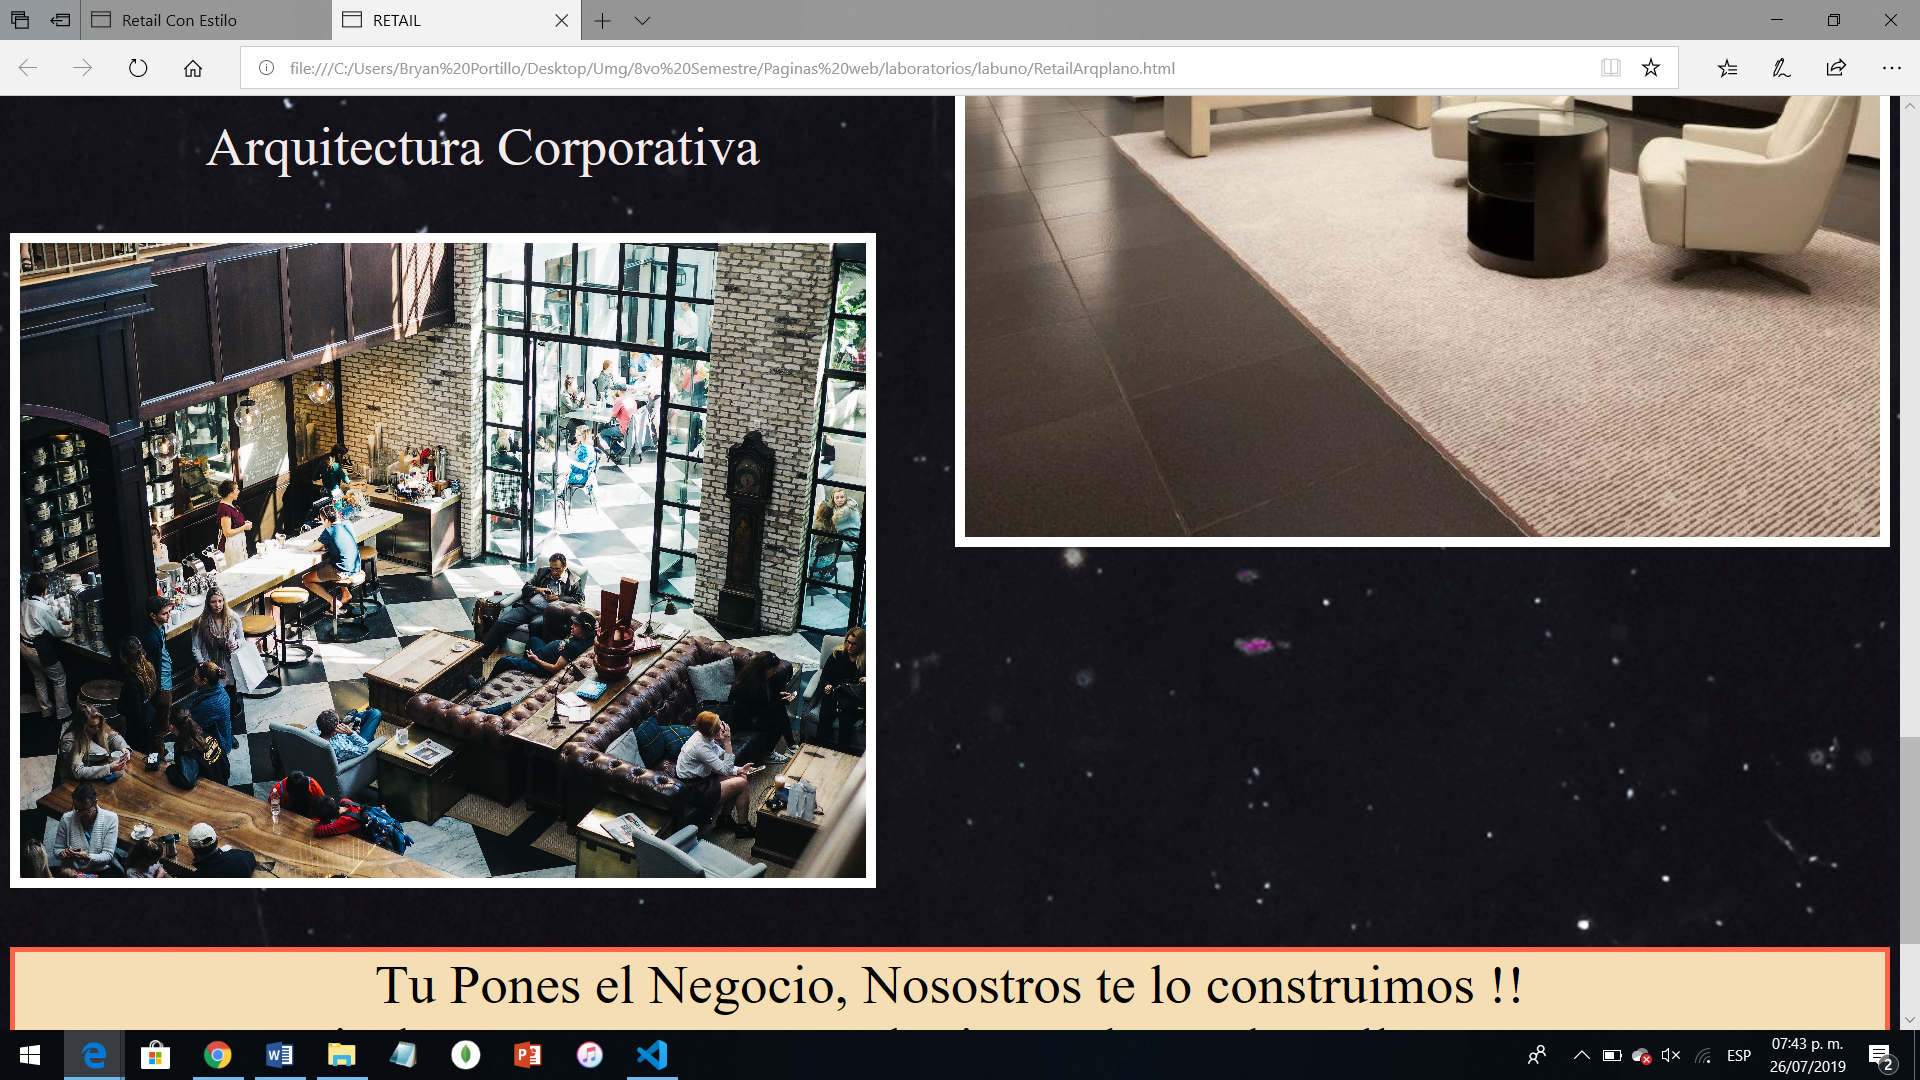 Retail Con Estilo
RETAIL
file:///C:/Users/Bryan%20Portillo/Desktop/Umg/8vo%20Semestre/Paginas%20web/laboratorios/labuno/RetailArqplano.html
Arquitectura Corporativa
Tu Pones el Negocio, Nosostros te lo construimos !!
ESP
07:43 p. m.
26/07/2019
2